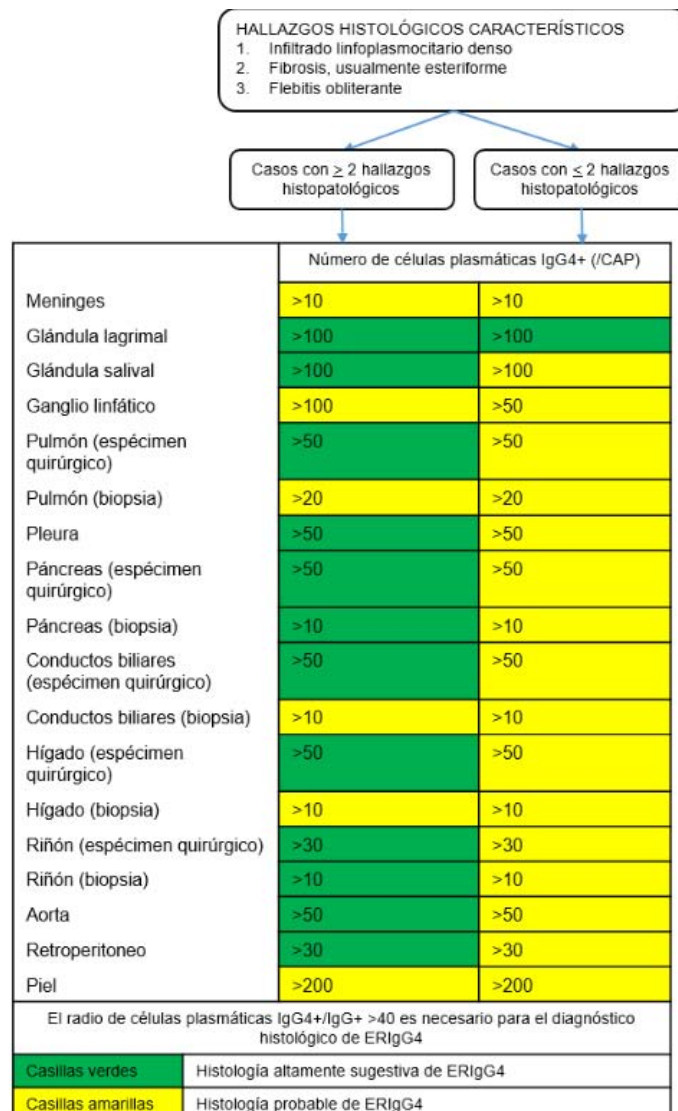 HALLAZGOS HISTOLÓGICOS CARACTERÍSTICOS
1. Infiltrado linfoplasmocitario denso
2. Fibrosis, usualmente esteriforme
3. Flebitis obliterante
Casos con ≥ 2 hallazgos
histopatológicos
Casos con ≤ 2 hallazgos
histopatológicos
Número de células plasmáticas IgG4+ (/CAP)
Meninges >10 >10
Glándula lagrimal >100 >100
Glándula salival >100 >100
Ganglio linfático >100 >50
Pulmón (espécimen
quirúrgico) >50 >50
Pulmón (biopsia) >20 >20
Pleura >50 >50
Páncreas (espécimen
quirúrgico) >50 >50
Páncreas (biopsia) >10 >10
Conductos biliares
(espécimen quirúrgico) >50 >50
Conductos biliares (biopsia) >10 >10
Hígado (espécimen
quirúrgico) >50 >50
Hígado (biopsia) >10 >10
Riñón (espécimen quirúrgico) >30 >30
Riñón (biopsia) >10 >10
Aorta >50 >50
Retroperitoneo >30 >30
Piel >200 >200
El radio de células plasmáticas IgG4+/IgG+ >40 es necesario para el diagnóstico
histológico de ERIgG4
Casillas verdes Histología altamente sugestiva de ERIgG4
Casillas amarillas Histología probable de ERIgG4